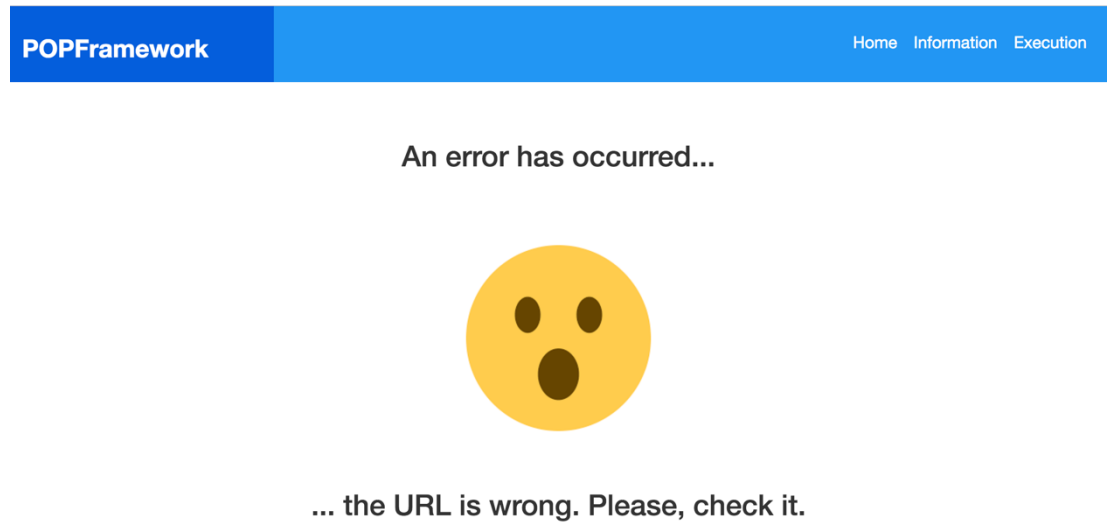 POPFramework
Home Information Execution
An error has occurred...
... the URL is wrong. Please, check it.